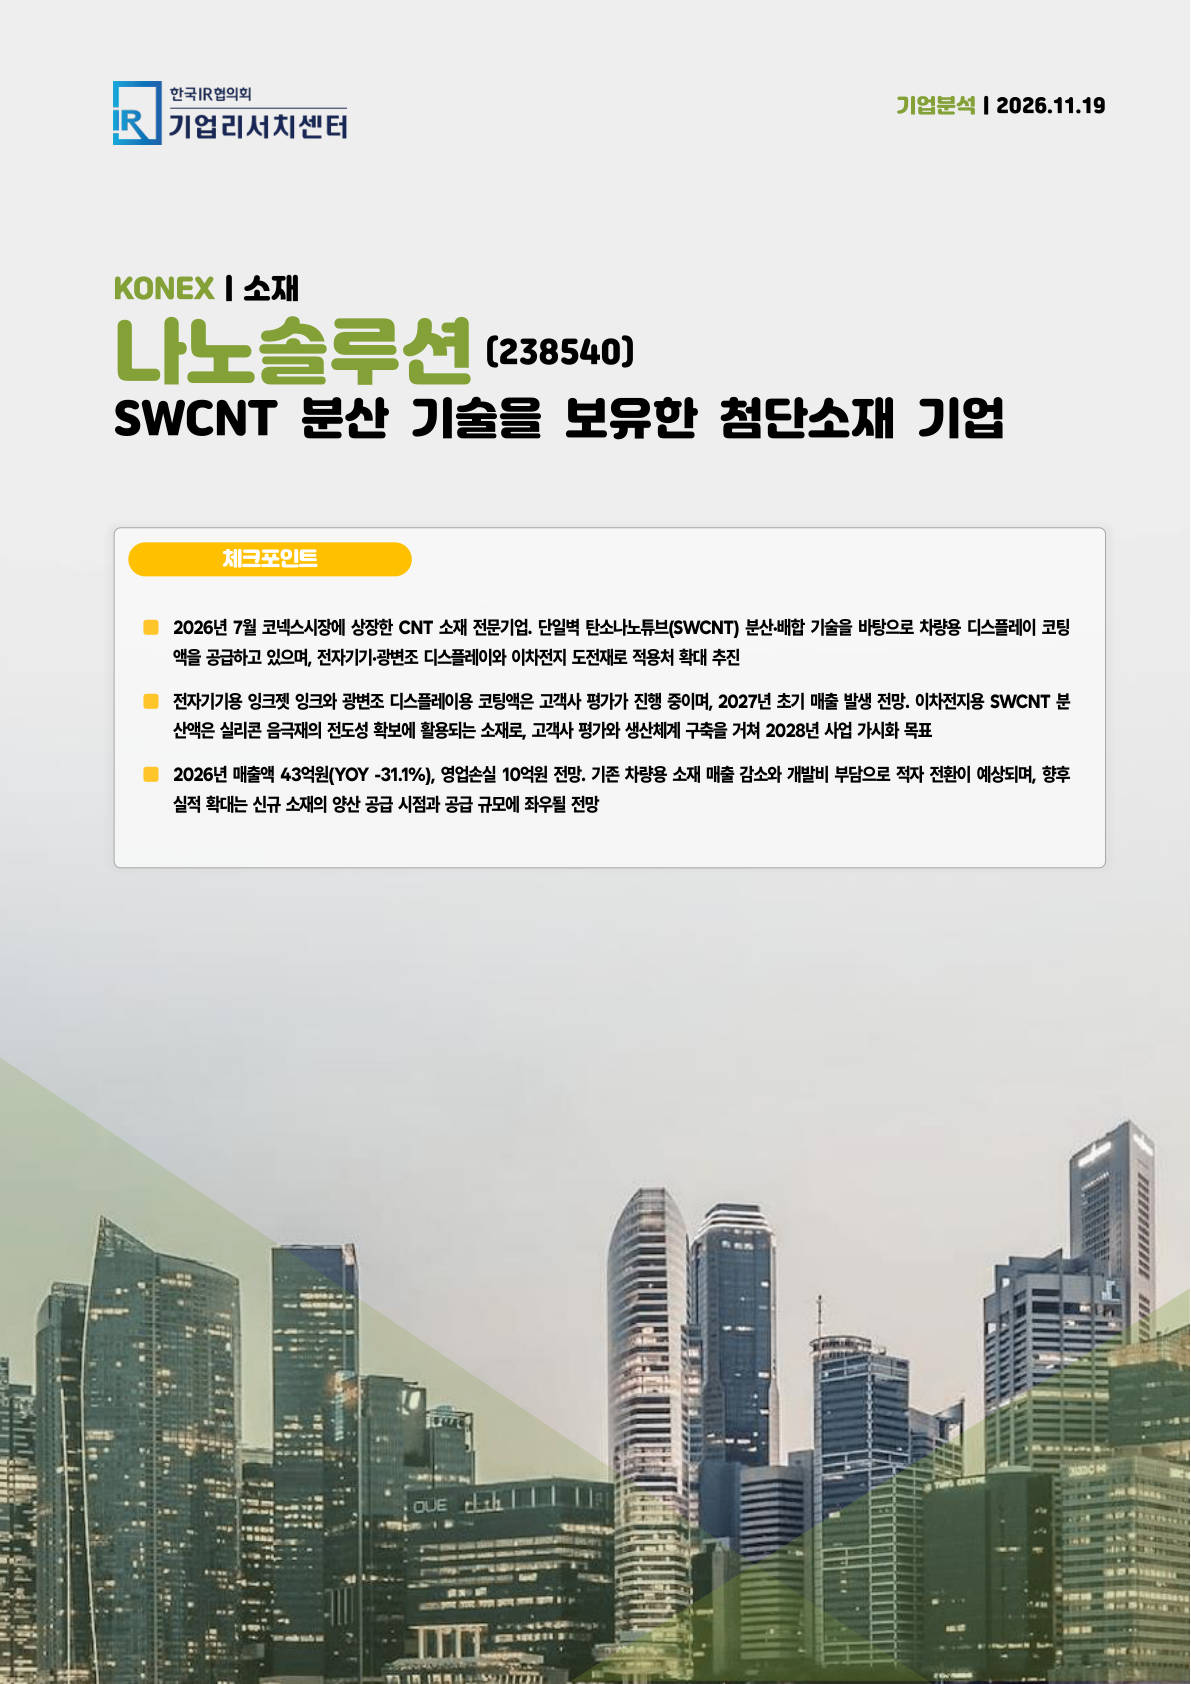 한국IR협의회
IR 기업리서치센터
기업분석 | 2026.11.19
KONEX | 소재
나노솔루션 (238540)
SWCNT 분산 기술을 보유한 첨단소재 기업
체크포인트
2026년 7월 코넥스시장에 상장한 CNT 소재 전문기업. 단일벽 탄소나노튜브(SWCNT) 분산·배합 기술을 바탕으로 차량용 디스플레이 코팅
액을 공급하고 있으며, 전자기기·광변조 디스플레이와 이차전지 도전재로 적용처 확대 추진
전자기기용 잉크젯 잉크와 광변조 디스플레이용 코팅액은 고객사 평가가 진행 중이며, 2027년 초기 매출 발생 전망. 이차전지용 SWCNT 분
산액은 실리콘 음극재의 전도성 확보에 활용되는 소재로, 고객사 평가와 생산체계 구축을 거쳐 2028년 사업 가시화 목표
2026년 매출액 43억원(YOY -31.1%), 영업손실 10억원 전망. 기존 차량용 소재 매출 감소와 개발비 부담으로 적자 전환이 예상되며, 향후
실적 확대는 신규 소재의 양산 공급 시점과 공급 규모에 좌우될 전망
OUE